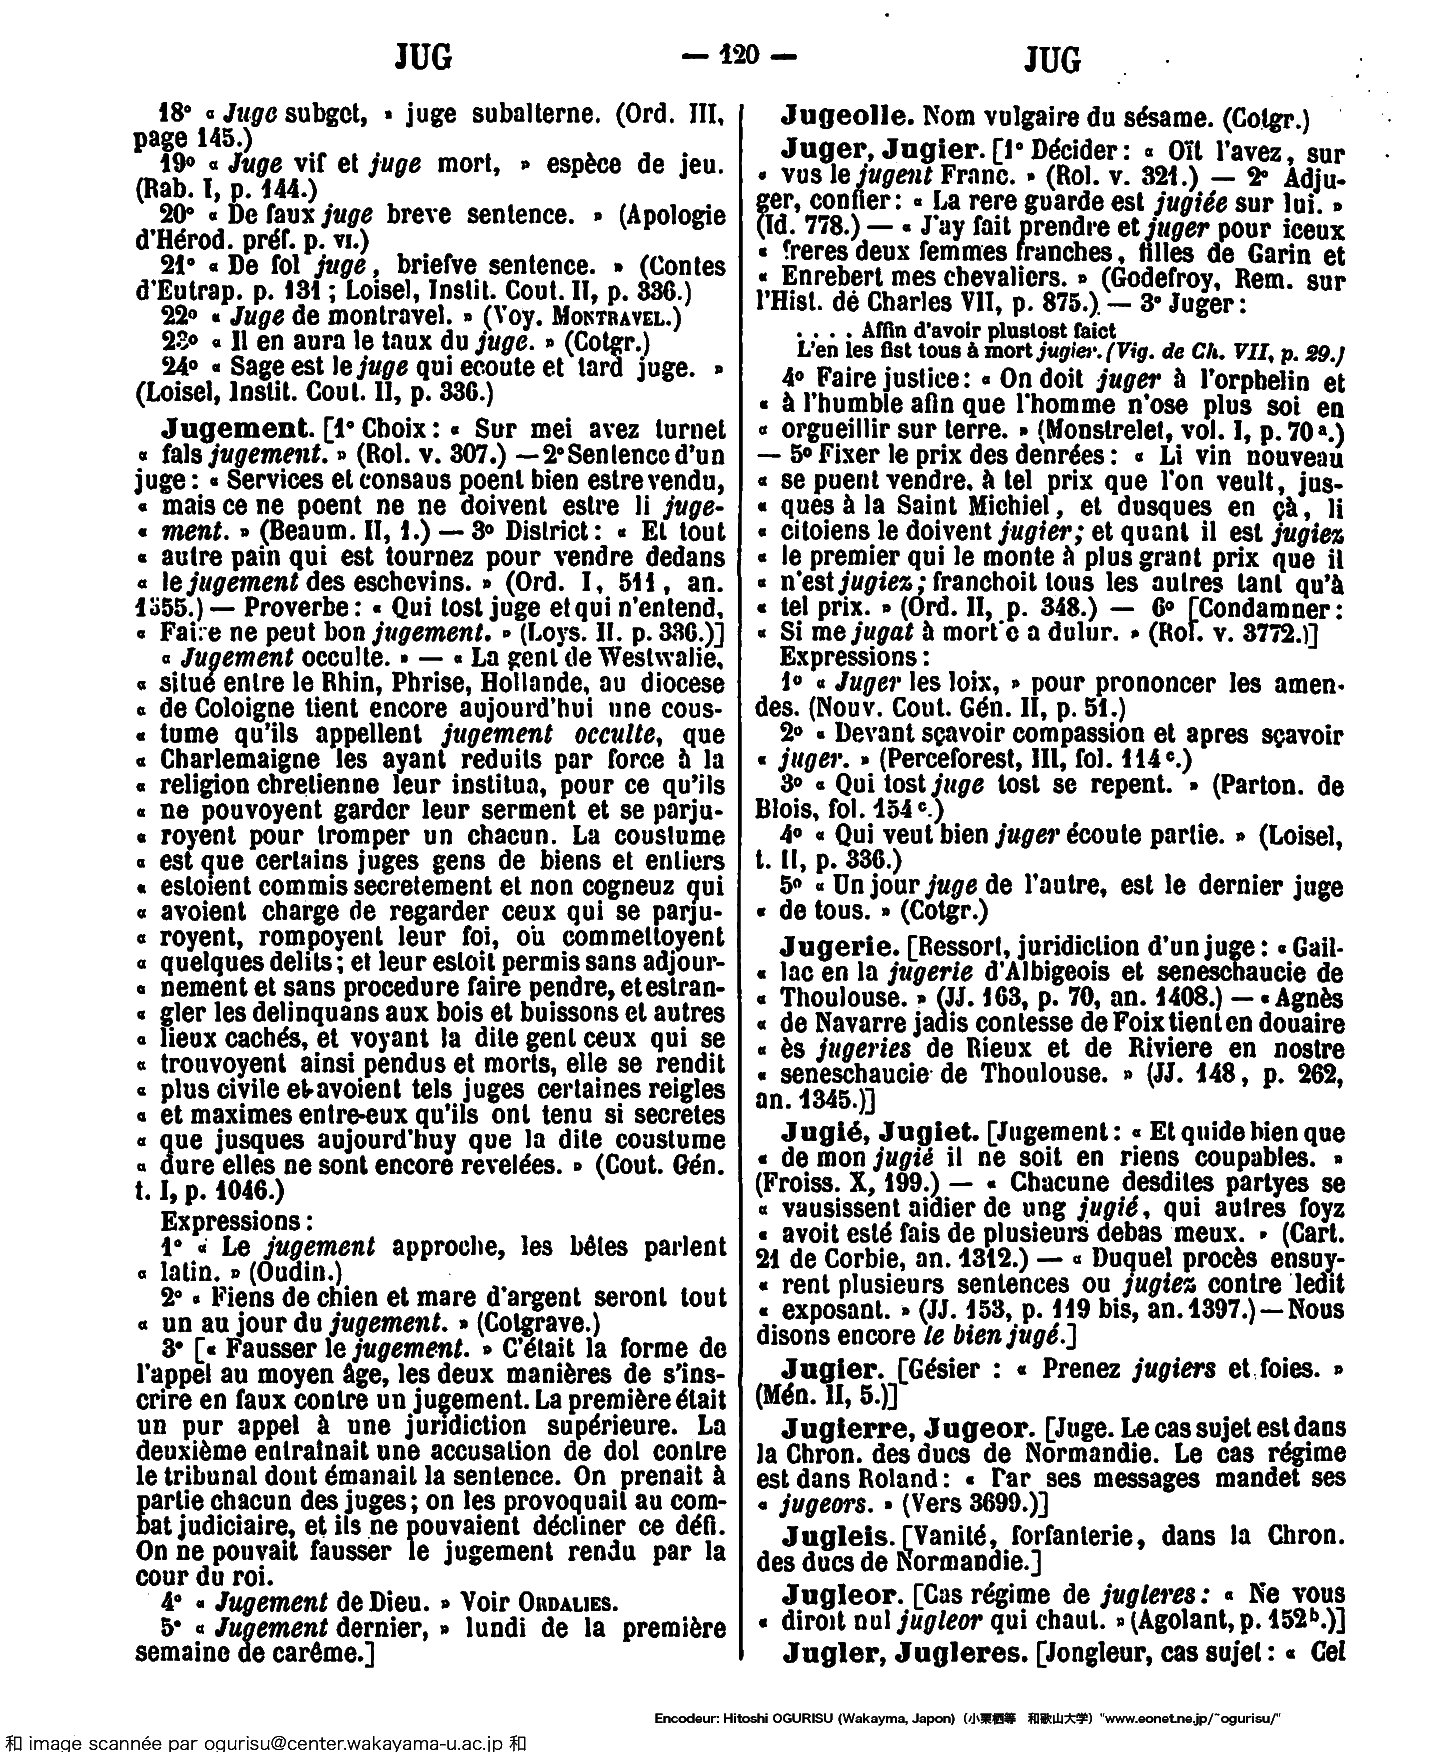 JUG — 120 — JUG
18° « Juge subget, » juge subalterne. (Ord. III,
page 145.)
19° « Juge vif et juge mort, » espèce de jeu.
(Rab. I, p. 144.)
20° « De faux juge breve sentence. » (Apologie
d'Hérod. préf. p. VI.)
21° « De fol juge, briefve sentence. » (Contes
d'Eutrap. p. 131 ; Loisel, Instit. Cout. II, p. 336.)
22° « Juge de montravel. » (Voy. MONTRAVEL.)
23° « Il en aura le taux du juge. » (Cotgr.)
24° « Sage est le juge qui ecoute et tard juge. »
(Loisel, Instit. Cout. II, p. 336.)
Jugement. [1° Choix : « Sur mei avez turnet
« fals jugement. » (Rol. v. 307.) — 2° Sentence d'un
juge : « Services et consaus poent bien estre vendu,
« mais ce ne poent ne ne doivent estre li juge-
« ment. » (Beaum. II, 1.) — 3° District : « Et tout
« autre pain qui est tournez pour vendre dedans
« le jugement des eschevins. » (Ord. I, 511, an.
1355.) — Proverbe : « Qui tost juge et qui n'entend,
« Faire ne peut bon jugement. » (Loys. II. p. 336.)]
« Jugement occulte. » — « La gent de Westwalie,
« situé entre le Rhin, Phrise, Hollande, au diocese
« de Coloigne tient encore aujourd'hui une cous-
« tume qu'ils appellent jugement occulte, que
« Charlemaigne les ayant reduits par force à la
« religion chretienne leur institua, pour ce qu'ils
« ne pouvoyent garder leur serment et se parju-
« royent pour tromper un chacun. La coustume
« est que certains juges gens de biens et entiers
« estoient commis secretement et non cogneuz qui
« avoient charge de regarder ceux qui se parju-
« royent, rompoyent leur foi, où commettoyent
« quelques delits ; et leur estoit permis sans adjour-
« nement et sans procedure faire pendre, et estran-
« gler les delinquans aux bois et buissons et autres
« lieux cachés, et voyant la dite gent ceux qui se
« trouvoyent ainsi pendus et morts, elle se rendit
« plus civile et avoient tels juges certaines reigles
« et maximes entre-eux qu'ils ont tenu si secretes
« que jusques aujourd'huy que la dite coustume
« dure elles ne sont encore revelées. » (Cout. Gén.
t. I, p. 1046.)
Expressions :
1° « Le jugement approche, les bêtes parlent
« latin. » (Oudin.)
2° « Fiens de chien et mare d'argent seront tout
« un au jour du jugement. » (Cotgrave.)
3° [« Fausser le jugement. » C'était la forme de
l'appel au moyen âge, les deux manières de s'ins-
crire en faux contre un jugement. La première était
un pur appel à une juridiction supérieure. La
deuxième entraînait une accusation de dol contre
le tribunal dont émanait la sentence. On prenait à
partie chacun des juges ; on les provoquait au com-
bat judiciaire, et ils ne pouvaient décliner ce défi.
On ne pouvait fausser le jugement rendu par la
cour du roi.
4° « Jugement de Dieu. » Voir ORDALIES.
5° « Jugement dernier, » lundi de la première
semaine de carême.]
Jugeolle. Nom vulgaire du sésame. (Cotgr.)
Juger, Jugier. [1° Décider : « Oït l'avez, sur
« vus le jugent Franc. » (Rol. v. 321.) — 2° Adju-
ger, confier : « La rere guarde est jugiée sur lui. »
(Id. 778.) — « J'ay fait prendre et juger pour iceux
« freres deux femmes franches, filles de Garin et
« Enrebert mes chevaliers. » (Godefroy, Rem. sur
l'Hist. de Charles VII, p. 875.) — 3° Juger :
. . . . Affin d'avoir plustost faict
L'en les fist tous à mort jugier. (Vig. de Ch. VII, p. 29.)
4° Faire justice : « On doit juger à l'orphelin et
« à l'humble afin que l'homme n'ose plus soi en
« orgueillir sur terre. » (Monstrelet, vol. I, p. 70 a.)
— 5° Fixer le prix des denrées : « Li vin nouveau
« se puent vendre, à tel prix que l'on veult, jus-
« ques à la Saint Michiel, et dusques en çà, li
« citoiens le doivent jugier ; et quant il est jugiez
« le premier qui le monte à plus grant prix que il
« n'est jugiez ; franchoit tous les autres tant qu'à
« tel prix. » (Ord. II, p. 348.) — 6° [Condamner :
« Si me jugat à mort e a dulur. » (Rol. v. 3772.)]
Expressions :
1° « Juger les loix, » pour prononcer les amen-
des. (Nouv. Cout. Gén. II, p. 51.)
2° « Devant sçavoir compassion et apres sçavoir
« juger. » (Perceforest, III, fol. 114 c.)
3° « Qui tost juge tost se repent. » (Parton. de
Blois, fol. 154 c.)
4° « Qui veut bien juger écoute partie. » (Loisel,
t. II, p. 336.)
5° « Un jour juge de l'autre, est le dernier juge
« de tous. » (Cotgr.)
Jugerie. [Ressort, juridiction d'un juge : « Gail-
« lac en la jugerie d'Albigeois et seneschaucie de
« Thoulouse. » (JJ. 163, p. 70, an. 1408.) — « Agnès
« de Navarre jadis contesse de Foix tient en douaire
« ès jugeries de Rieux et de Riviere en nostre
« seneschaucie de Thoulouse. » (JJ. 148, p. 262,
an. 1345.)]
Jugié, Jugiet. [Jugement : « Et quide bien que
« de mon jugié il ne soit en riens coupables. »
(Froiss. X, 199.) — « Chacune desdites partyes se
« vausissent aidier de ung jugié, qui autres foyz
« avoit esté fais de plusieurs debas meux. » (Cart.
21 de Corbie, an. 1312.) — « Duquel procès ensuy-
« rent plusieurs sentences ou jugiez contre ledit
« exposant. » (JJ. 153, p. 119 bis, an. 1397.) — Nous
disons encore le bien jugé.]
Jugier. [Gésier : « Prenez jugiers et foies. »
(Mén. II, 5.)]
Jugierre, Jugeor. [Juge. Le cas sujet est dans
la Chron. des ducs de Normandie. Le cas régime
est dans Roland : « Par ses messages mandet ses
« jugeors. » (Vers 3699.)]
Jugleis. [Vanité, forfanterie, dans la Chron.
des ducs de Normandie.]
Jugleor. [Cas régime de jugleres : « Ne vous
« diroit nul jugleor qui chaut. » (Agolant, p. 152 b.)]
Jugler, Jugleres. [Jongleur, cas sujet : « Cel
Encodeur: Hitoshi OGURISU (Wakayma, Japon) (小栗栖等 和歌山大学) "www.eonet.ne.jp/~ogurisu/"
和 image scannée par ogurisu@center.wakayama-u.ac.jp 和